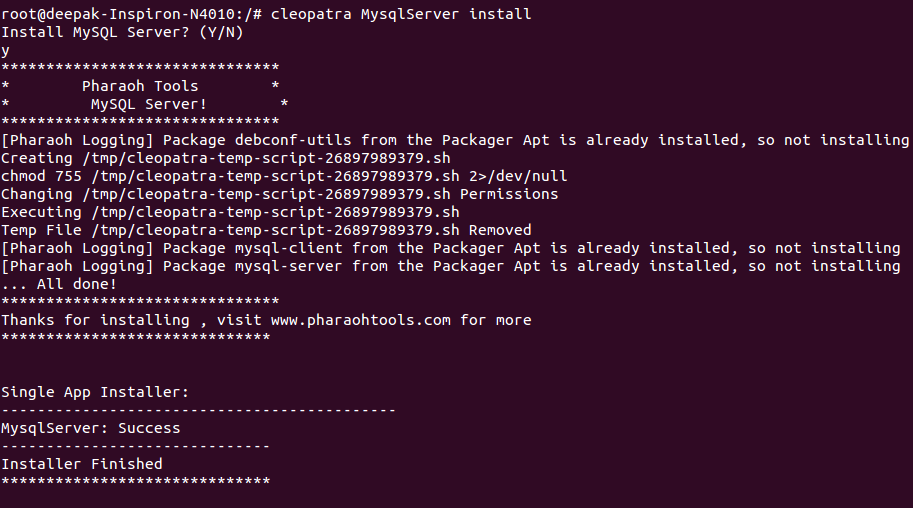 root@deepak-Inspiron-N4010:/# cleopatra MysqlServer install
Install MySQL Server? (Y/N)
y
*******************************
*        Pharaoh Tools        *
*         MySQL Server!        *
*******************************
[Pharaoh Logging] Package debconf-utils from the Packager Apt is already installed, so not installing
Creating /tmp/cleopatra-temp-script-26897989379.sh
chmod 755 /tmp/cleopatra-temp-script-26897989379.sh 2>/dev/null
Changing /tmp/cleopatra-temp-script-26897989379.sh Permissions
Executing /tmp/cleopatra-temp-script-26897989379.sh
Temp File /tmp/cleopatra-temp-script-26897989379.sh Removed
[Pharaoh Logging] Package mysql-client from the Packager Apt is already installed, so not installing
[Pharaoh Logging] Package mysql-server from the Packager Apt is already installed, so not installing
... All done!
*******************************
Thanks for installing , visit www.pharaohtools.com for more
******************************
Single App Installer:
--------------------------------------------
MysqlServer: Success
------------------------------
Installer Finished
******************************